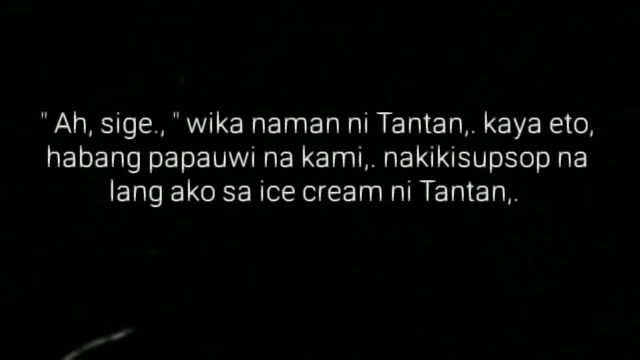 " Ah, sige., " wika naman ni Tantan,. kaya eto,
habang papauwi na kami,. nakikisupsop na
lang ako sa ice cream ni Tantan,.